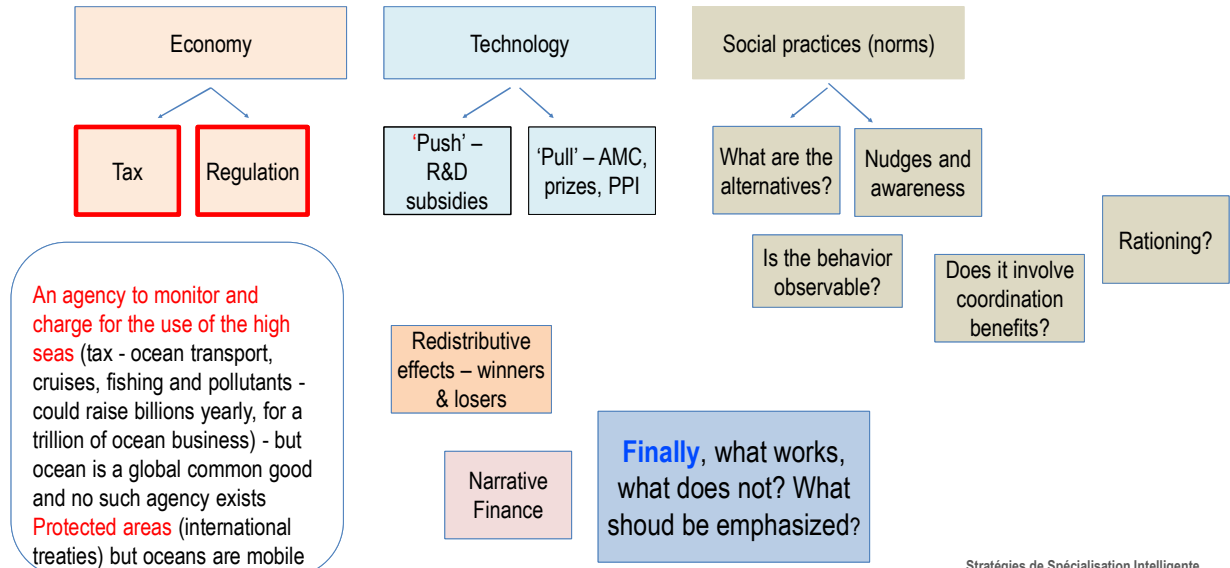 Economy
Technology
Social practices (norms)
Tax
Regulation
'Push' –
R&D
subsidies
'Pull' – AMC,
prizes, PPI
What are the
alternatives?
Nudges and
awareness
Rationing?
Is the behavior
observable?
Does it involve
coordination
benefits?
An agency to monitor and
charge for the use of the high
seas (tax - ocean transport,
cruises, fishing and pollutants -
could raise billions yearly, for a
trillion of ocean business) - but
ocean is a global common good
and no such agency exists
Protected areas (international
treaties) but oceans are mobile
Redistributive
effects – winners
& losers
Narrative
Finance
Finally, what works,
what does not? What
shoud be emphasized?
Stratégies de Spécialisation Intelligente